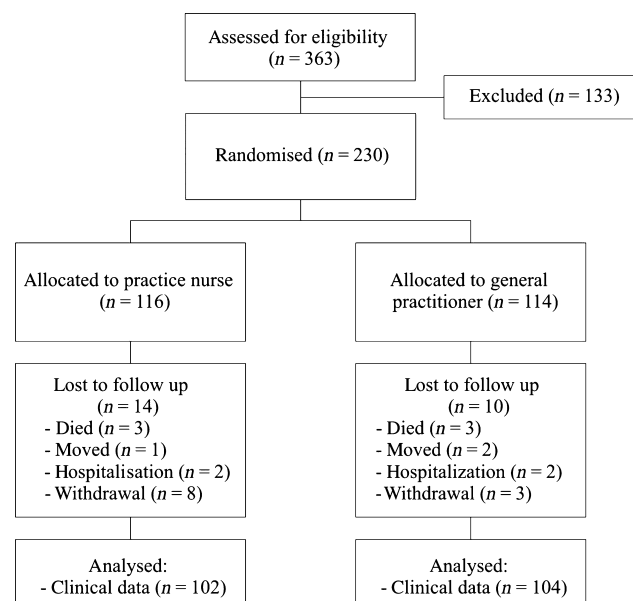 Assessed for eligibility
(n = 363)
Excluded (n = 133)
Randomised (n = 230)
Allocated to practice nurse
(n = 116)
Allocated to general
practitioner (n = 114)
Lost to follow up
(n = 14)
- Died (n = 3)
- Moved (n = 1)
- Hospitalisation (n = 2)
- Withdrawal (n = 8)
Lost to follow up
(n = 10)
- Died (n = 3)
- Moved (n = 2)
- Hospitalization (n = 2)
- Withdrawal (n = 3)
Analysed:
- Clinical data (n = 102)
Analysed:
- Clinical data (n = 104)